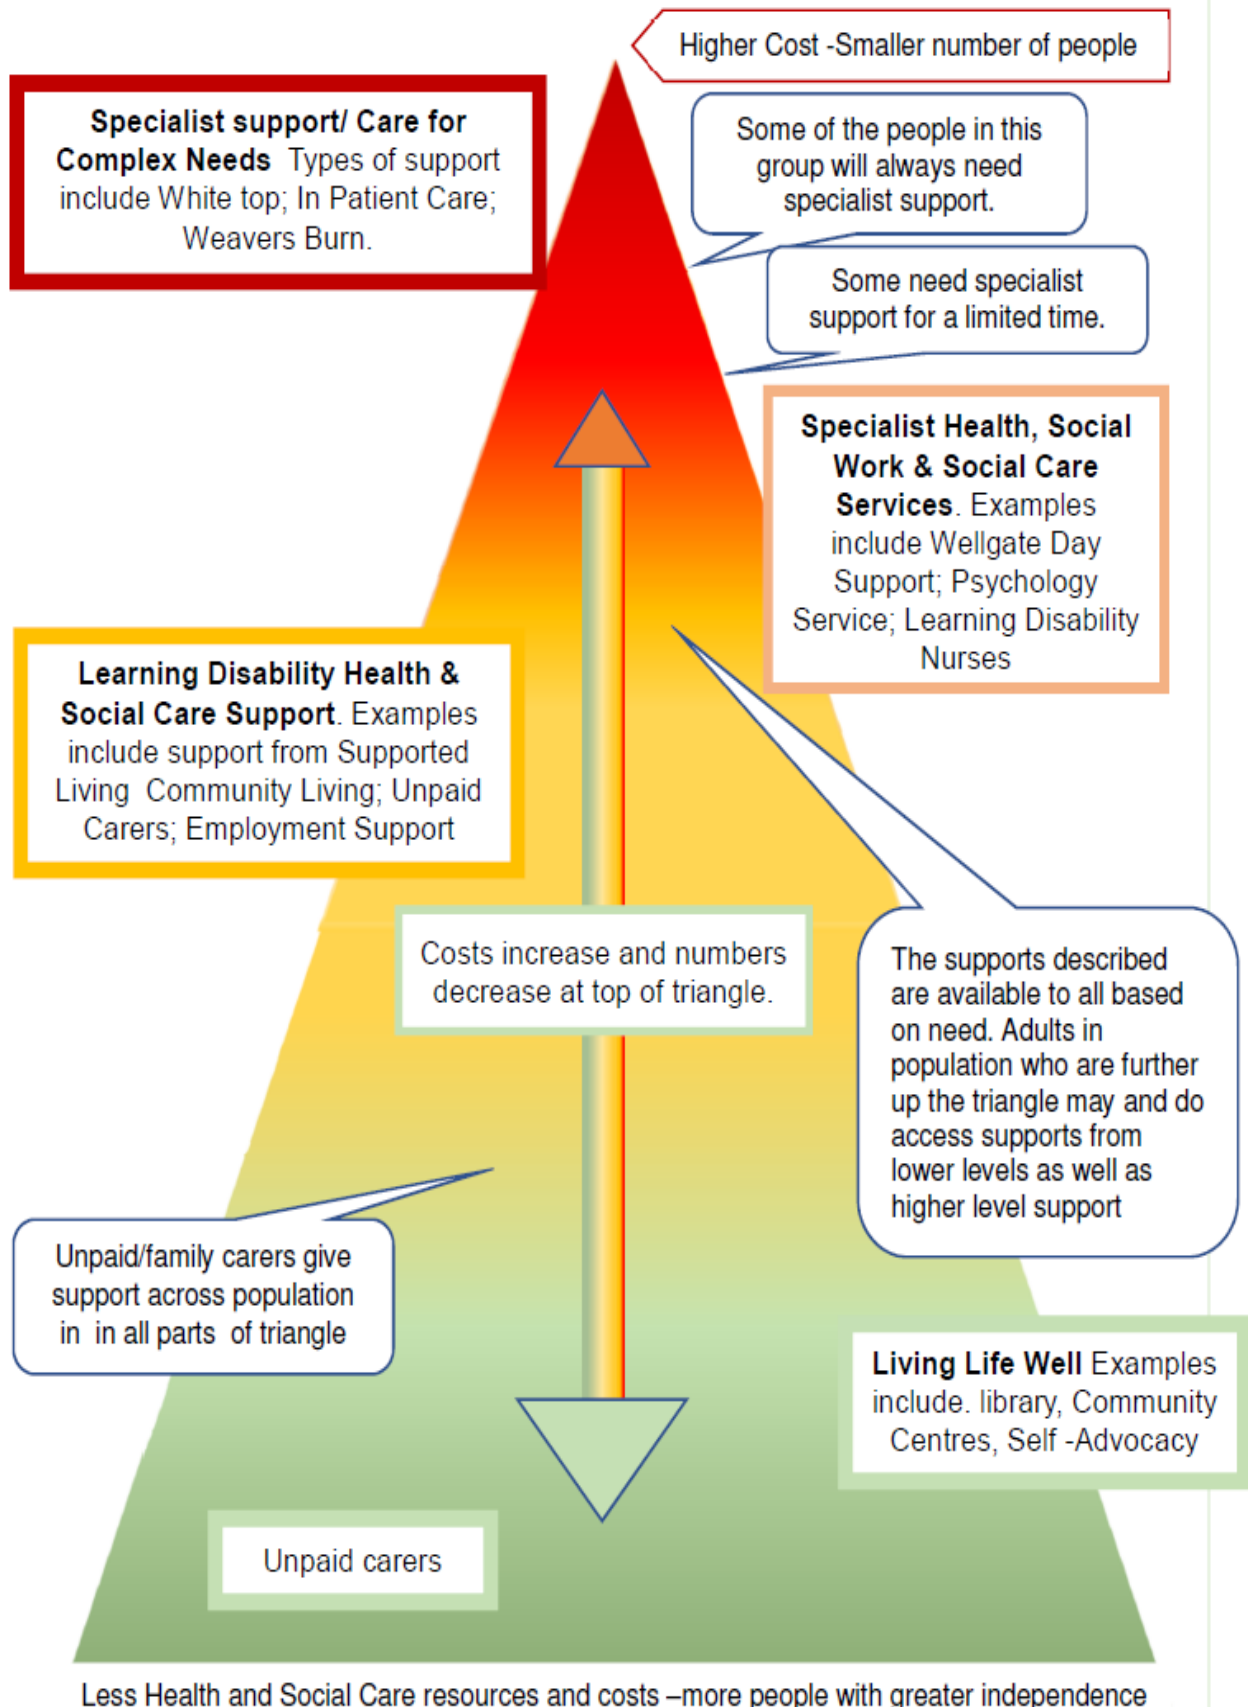 Higher Cost -Smaller number of people
Specialist support/ Care for
Complex Needs Types of support
include White top; In Patient Care;
Weavers Burn.
Some of the people in this
group will always need
specialist support.
Some need specialist
support for a limited time.
Specialist Health, Social
Work & Social Care
Services. Examples
include Wellgate Day
Support; Psychology
Service; Learning Disability
Nurses
Learning Disability Health &
Social Care Support. Examples
include support from Supported
Living Community Living; Unpaid
Carers; Employment Support
Costs increase and numbers
decrease at top of triangle.
The supports described
are available to all based
on need. Adults in
population who are further
up the triangle may and do
access supports from
lower levels as well as
higher level support
Unpaid/family carers give
support across population
in in all parts of triangle
Living Life Well Examples
include. library, Community
Centres, Self -Advocacy
Unpaid carers
Less Health and Social Care resources and costs –more people with greater independence